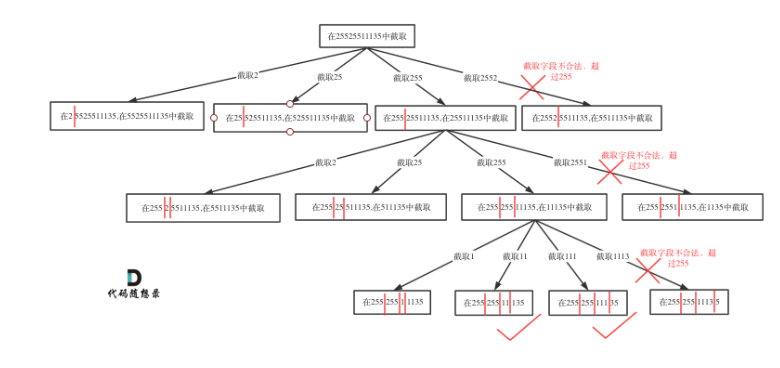 在25525511135中截取
截取2
截取25
截取255
截取2552
截取字段不合法，超
过255
在2 5525511135,在5525511135中截取
在25 525511135,在525511135中截取
在255 25511135,在25511135中截取
在2552 5511135,在5511135中截取
截取2
截取25
截取255
截取2551
截取字段不合法，超
过255
在255 2 5511135,在5511135中截取
在255 25 511135,在511135中截取
在255 255 11135,在11135中截取
在255 2551 1135,在1135中截取
截取1
截取11
截取111
截取1113
截取字段不合法，超
过255
在255 255 1 1135
在255 255 11 135
在255 255 111 35
在255 255 1113 5
代码随想录